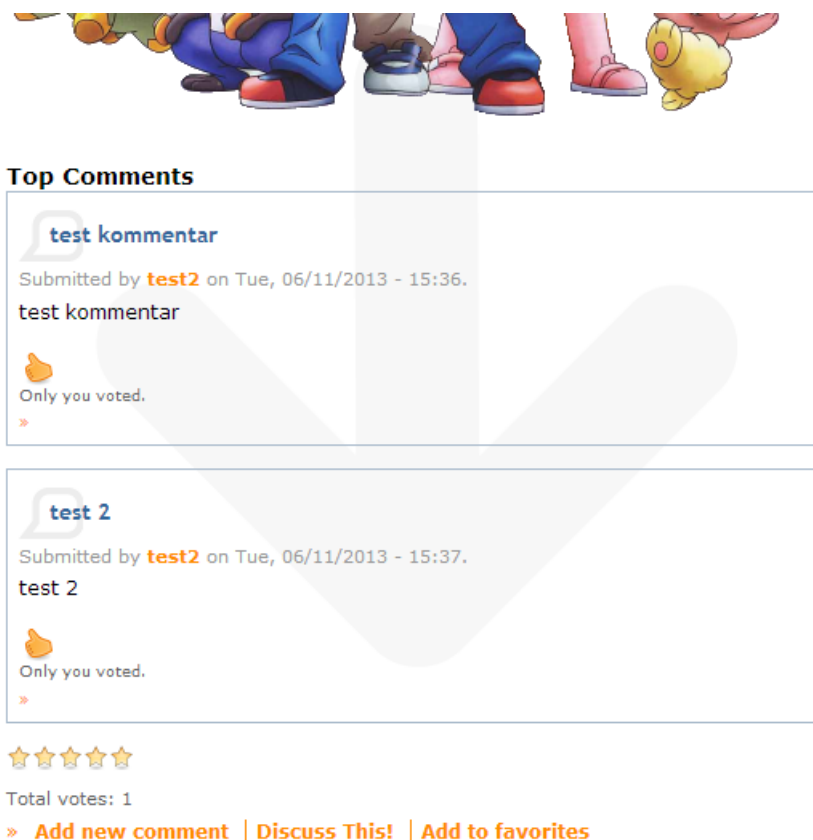 Top Comments
test kommentar
Submitted by test2 on Tue, 06/11/2013 - 15:36.
test kommentar
Only you voted.
»
test 2
Submitted by test2 on Tue, 06/11/2013 - 15:37.
test 2
Only you voted.
»
Total votes: 1
» Add new comment | Discuss This! | Add to favorites